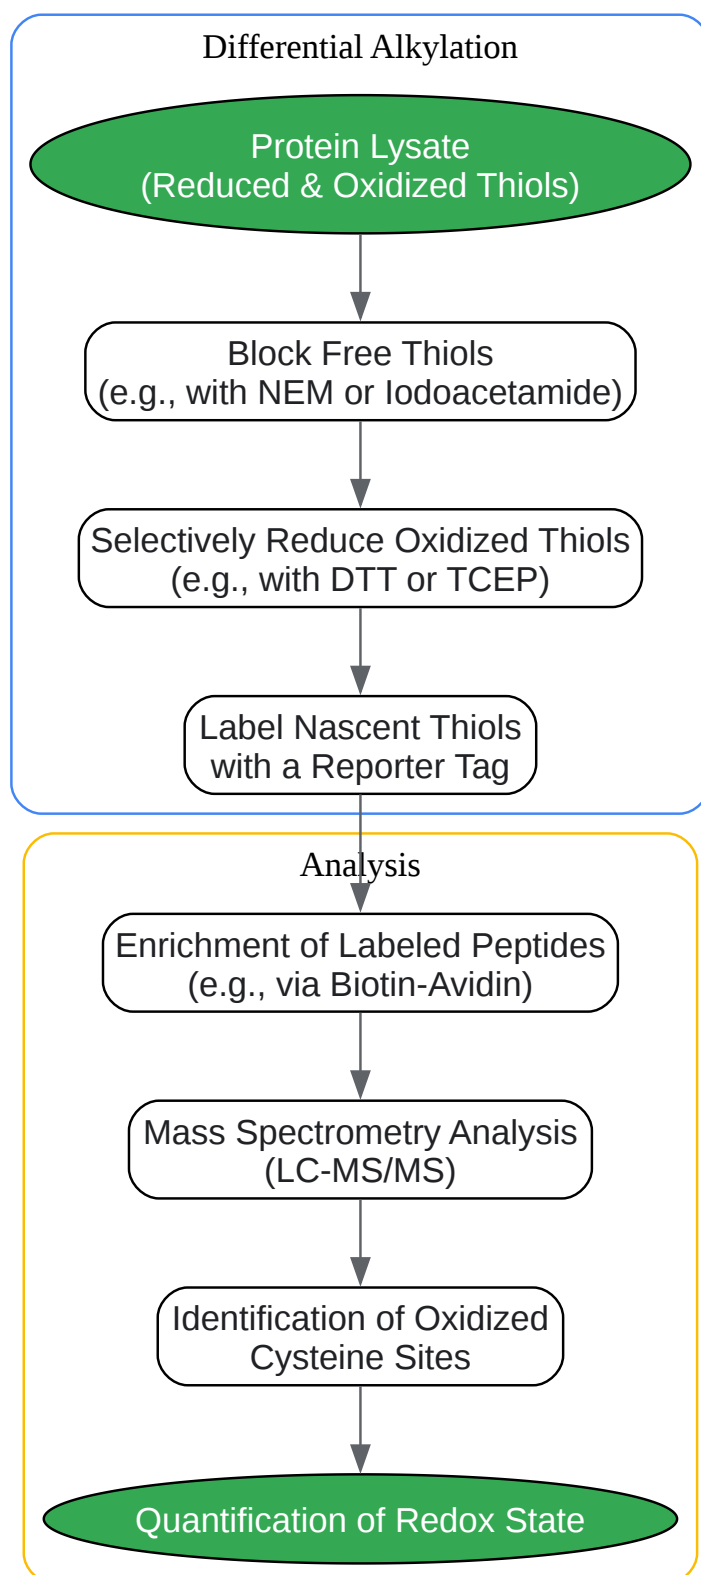 Differential Alkylation
Protein Lysate
(Reduced & Oxidized Thiols)
Block Free Thiols
(e.g., with NEM or Iodoacetamide)
Selectively Reduce Oxidized Thiols
(e.g., with DTT or TCEP)
Label Nascent Thiols
with a Reporter Tag
Analysis
Enrichment of Labeled Peptides
(e.g., via Biotin-Avidin)
Mass Spectrometry Analysis
(LC-MS/MS)
Identification of Oxidized
Cysteine Sites
Quantification of Redox State